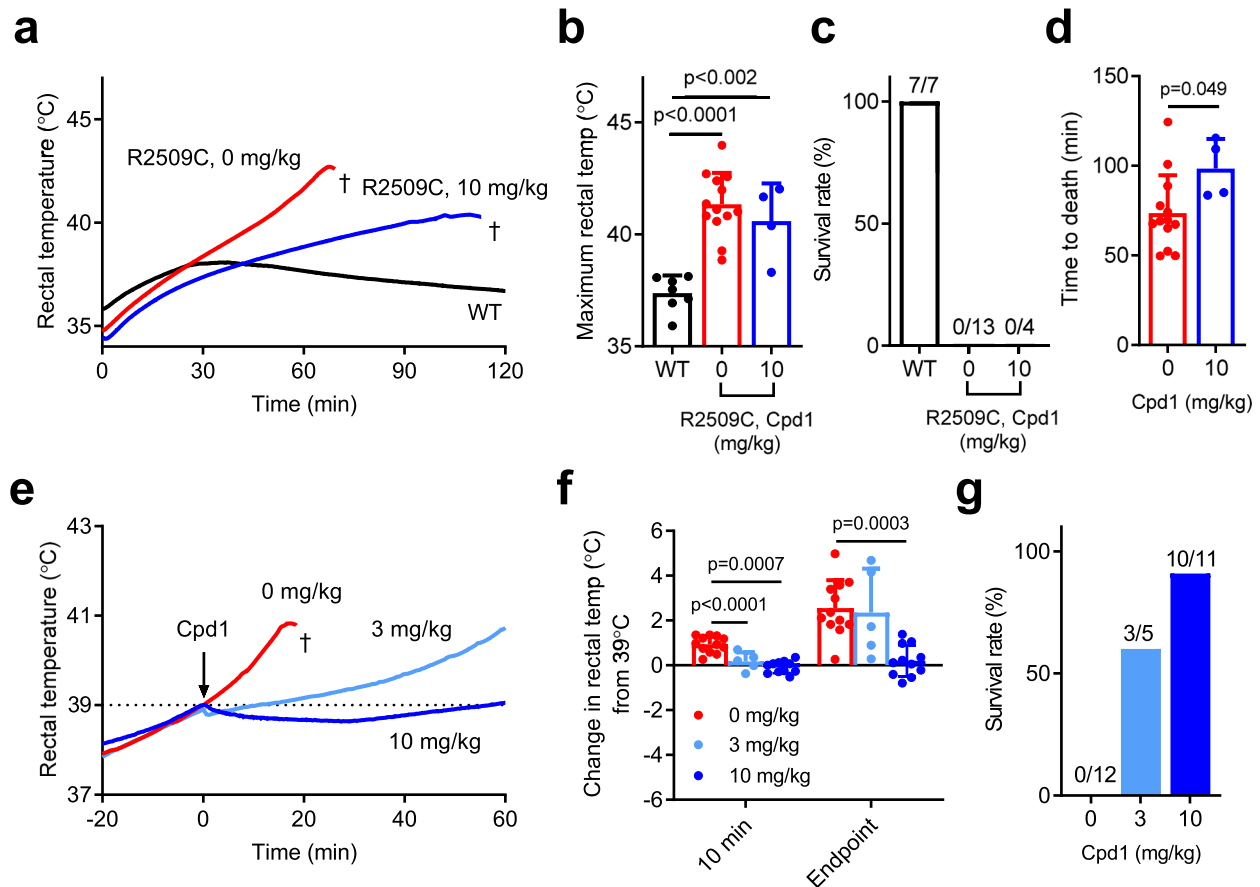 a
Rectal temperature (°C)
45
40
35
R2509C, 0 mg/kg
†
R2509C, 10 mg/kg
†
WT
0
30
60
90
120
Time (min)
b
Maximum rectal temp (°C)
45
40
35
p<0.002
p<0.0001
WT
0
10
R2509C, Cpd1
(mg/kg)
c
Survival rate (%)
100
50
0
7/7
0/13
0/4
WT
0
10
R2509C, Cpd1
(mg/kg)
d
Time to death (min)
150
100
50
0
p=0.049
0
10
Cpd1 (mg/kg)
e
Rectal temperature (°C)
43
41
39
37
Cpd1
0 mg/kg
†
3 mg/kg
10 mg/kg
-20
0
20
40
60
Time (min)
f
Change in rectal temp (°C)
from 39°C
6
4
2
0
-2
-4
-6
p=0.0003
p=0.0007
p<0.0001
0 mg/kg
3 mg/kg
10 mg/kg
10 min
Endpoint
g
Survival rate (%)
100
50
0
0/12
3/5
10/11
0
3
10
Cpd1 (mg/kg)